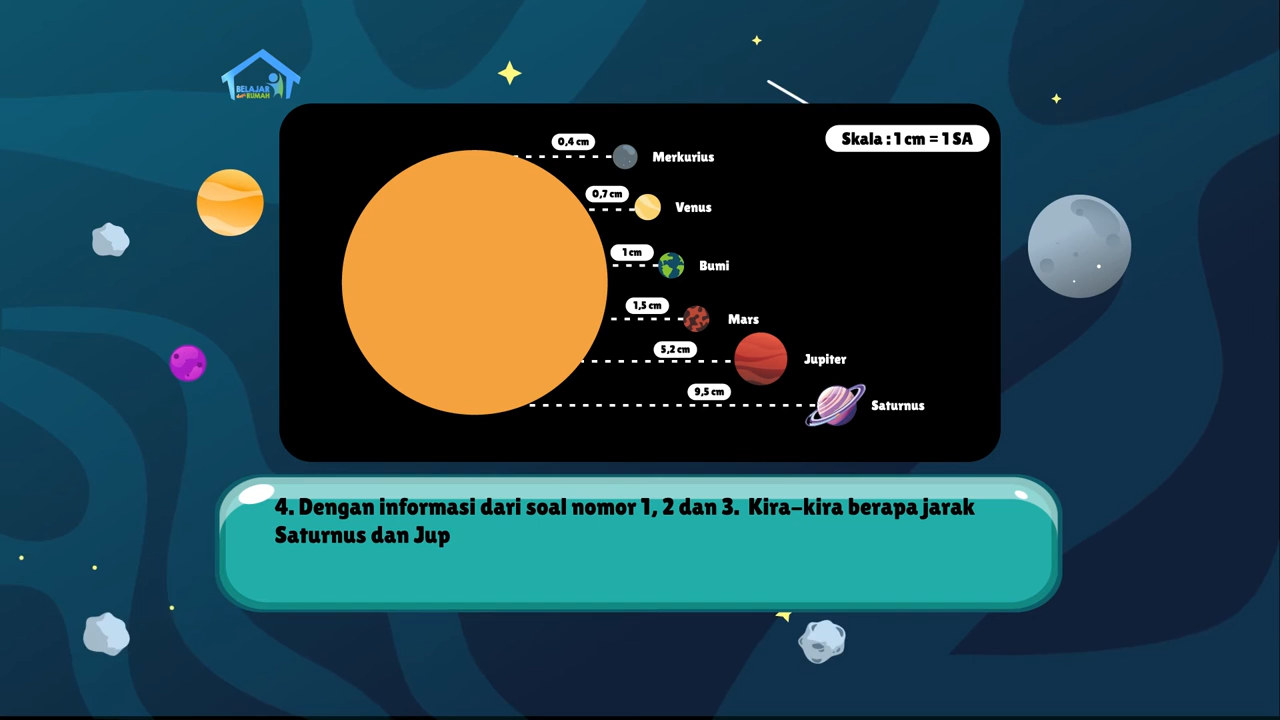 BELAJAR
dari RUMAH
Skala : 1 cm = 1 SA
0,4 cm
Merkurius
0,7 cm
Venus
1 cm
Bumi
1,5 cm
Mars
5,2 cm
Jupiter
9,5 cm
Saturnus
4. Dengan informasi dari soal nomor 1, 2 dan 3. Kira-kira berapa jarak
Saturnus dan Jup